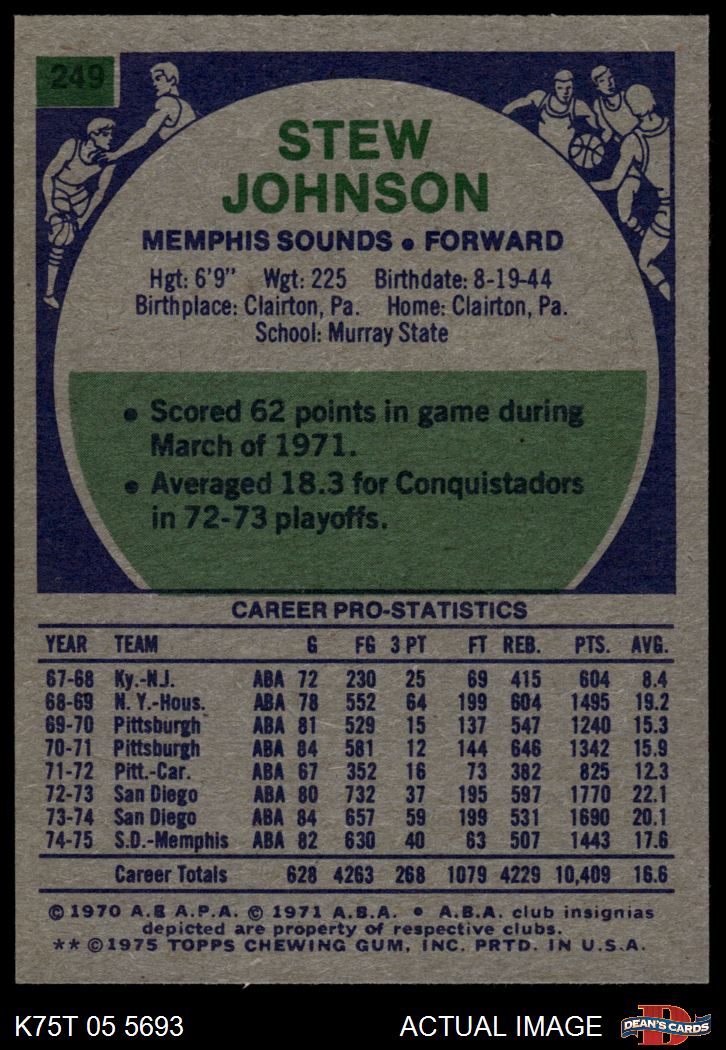 249
STEW
JOHNSON
MEMPHIS SOUNDS • FORWARD
Hgt: 6'9" Wgt: 225 Birthdate: 8-19-44
Birthplace: Clairton, Pa. Home: Clairton, Pa.
School: Murray State
• Scored 62 points in game during
March of 1971.
• Averaged 18.3 for Conquistadors
in 72-73 playoffs.
CAREER PRO-STATISTICS
YEAR TEAM G FG 3 PT FT REB. PTS. AVG.
67-68 Ky.-N.J. ABA 72 230 25 69 415 604 8.4
68-69 N.Y.-Hous. ABA 78 552 64 199 604 1495 19.2
69-70 Pittsburgh ABA 81 529 15 137 547 1240 15.3
70-71 Pittsburgh ABA 84 581 12 144 646 1342 15.9
71-72 Pitt.-Car. ABA 67 352 16 73 382 825 12.3
72-73 San Diego ABA 80 732 37 195 597 1770 22.1
73-74 San Diego ABA 84 657 59 199 531 1690 20.1
74-75 S.D.-Memphis ABA 82 630 40 63 507 1443 17.6
Career Totals 628 4263 268 1079 4229 10,409 16.6
© 1970 A.B.A.P.A. © 1971 A.B.A. • A.B.A. club insignias
depicted are property of respective clubs.
** © 1975 TOPPS CHEWING GUM, INC. PRTD. IN U.S.A.
K75T 05 5693 ACTUAL IMAGE D DEAN'S CARDS